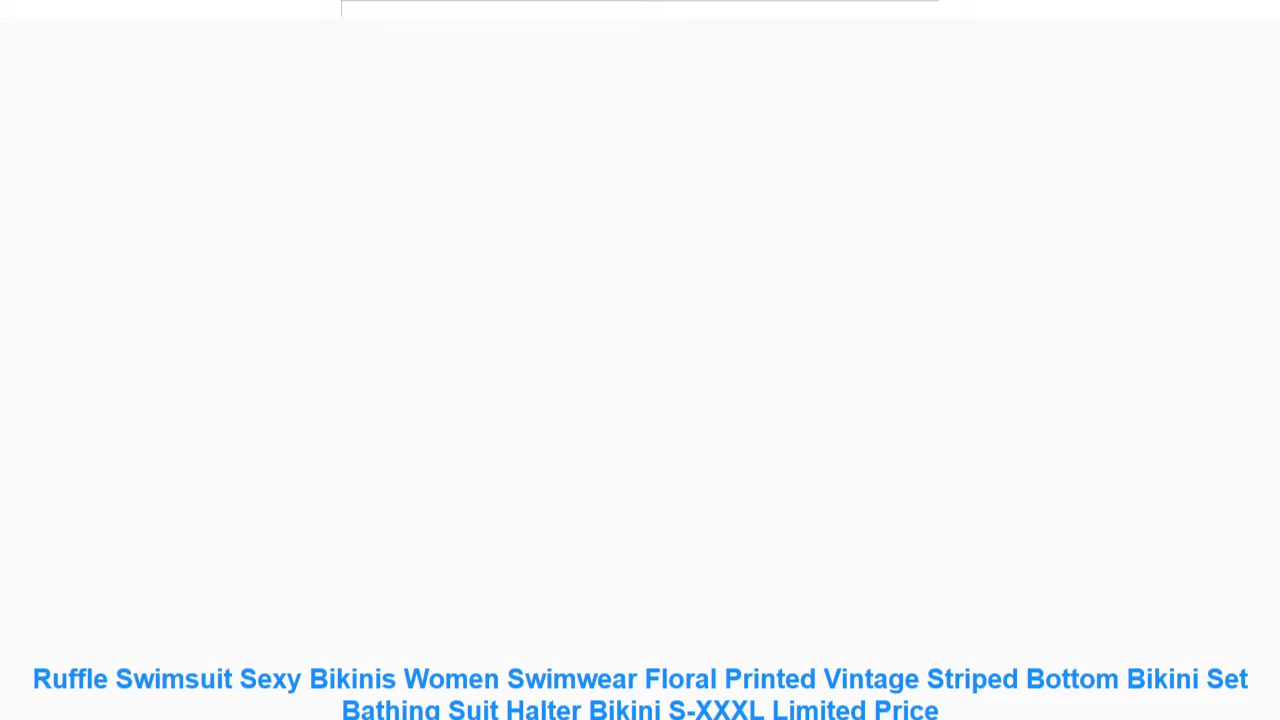 Ruffle Swimsuit Sexy Bikinis Women Swimwear Floral Printed Vintage Striped Bottom Bikini Set
Bathing Suit Halter Bikini S-XXXL Limited Price